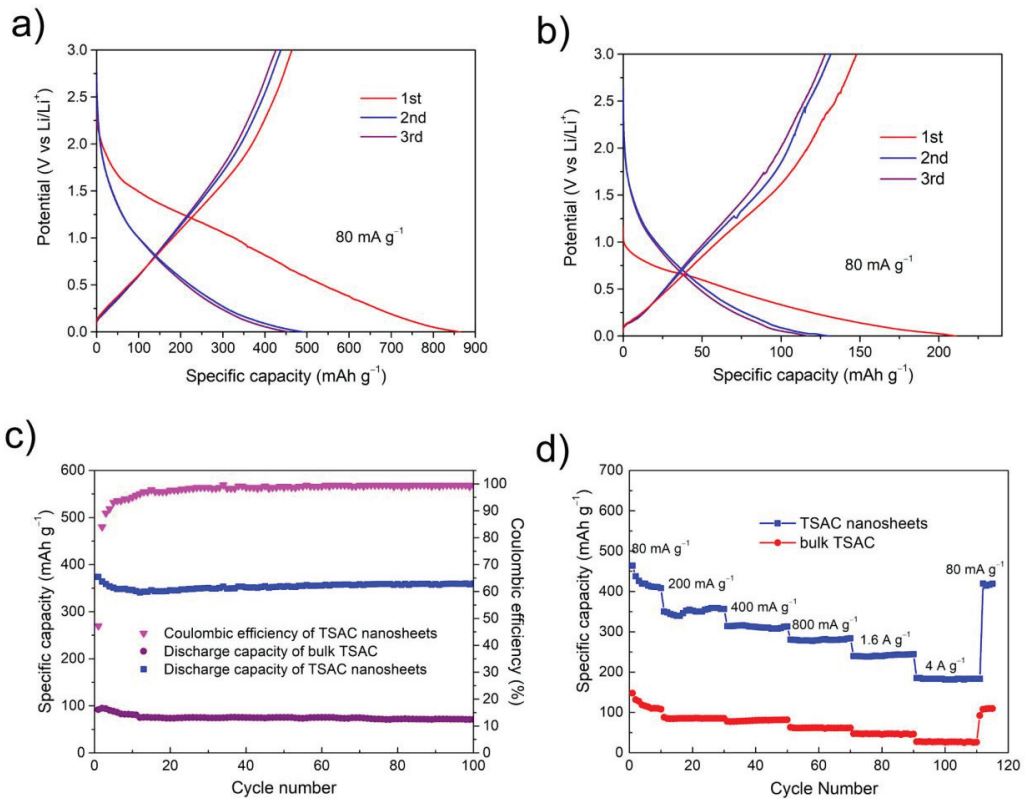 a)
3.0
2.5
2.0
1.5
1.0
0.5
0.0
Potential (V vs Li/Li⁺)
1st
2nd
3rd
80 mA g⁻¹
0 100 200 300 400 500 600 700 800 900
Specific capacity (mAh g⁻¹)
b)
3.0
2.5
2.0
1.5
1.0
0.5
0.0
Potential (V vs Li/Li⁺)
1st
2nd
3rd
80 mA g⁻¹
0 50 100 150 200
Specific capacity (mAh g⁻¹)
c)
600
550
500
450
400
350
300
250
200
150
100
50
0
Specific capacity (mAh g⁻¹)
Coulombic efficiency of TSAC nanosheets
Discharge capacity of bulk TSAC
Discharge capacity of TSAC nanosheets
100
90
80
70
60
50
40
30
20
10
0
Coulombic efficiency (%)
0 20 40 60 80 100
Cycle number
d)
700
600
500
400
300
200
100
0
Specific capacity (mAh g⁻¹)
TSAC nanosheets
bulk TSAC
80 mA g⁻¹
200 mA g⁻¹
400 mA g⁻¹
800 mA g⁻¹
1.6 A g⁻¹
4 A g⁻¹
80 mA g⁻¹
0 20 40 60 80 100 120
Cycle Number